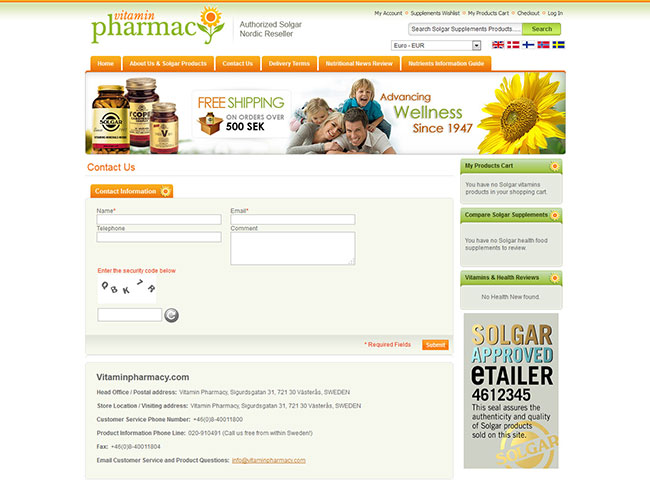 vitamin
pharmacy
Authorized Solgar
Nordic Reseller
My Account Supplements Wishlist My Products Cart Checkout Log In
Search Solgar Supplements Products..... Search
Euro - EUR
Home About Us & Solgar Products Contact Us Delivery Terms Nutritional News Review Nutrients Information Guide
SOLGAR
FREE SHIPPING
ON ORDERS OVER
500 SEK
Advancing
Wellness
Since 1947
Contact Us
Contact Information
Name* Email*
Telephone Comment
Enter the security code below
Q B K 7 R
* Required Fields Submit
Vitaminpharmacy.com
Head Office / Postal address: Vitamin Pharmacy, Sigurdsgatan 31, 721 30 Västerås, SWEDEN
Store Location / Visiting address: Vitamin Pharmacy, Sigurdsgatan 31, 721 30 Västerås, SWEDEN
Customer Service Phone Number: +46(0)8-40011800
Product Information Phone Line: 020-910491 (Call us free from within Sweden!)
Fax: +46(0)8-40011804
Email Customer Service and Product Questions: info@vitaminpharmacy.com
My Products Cart
You have no Solgar vitamins
products in your shopping cart.
Compare Solgar Supplements
You have no Solgar health food
supplements to review.
Vitamins & Health Reviews
No Health New found.
SOLGAR
APPROVED
eTAILER
4612345
This seal assures the
authenticity and quality
of Solgar products
sold on this site.
SOLGAR